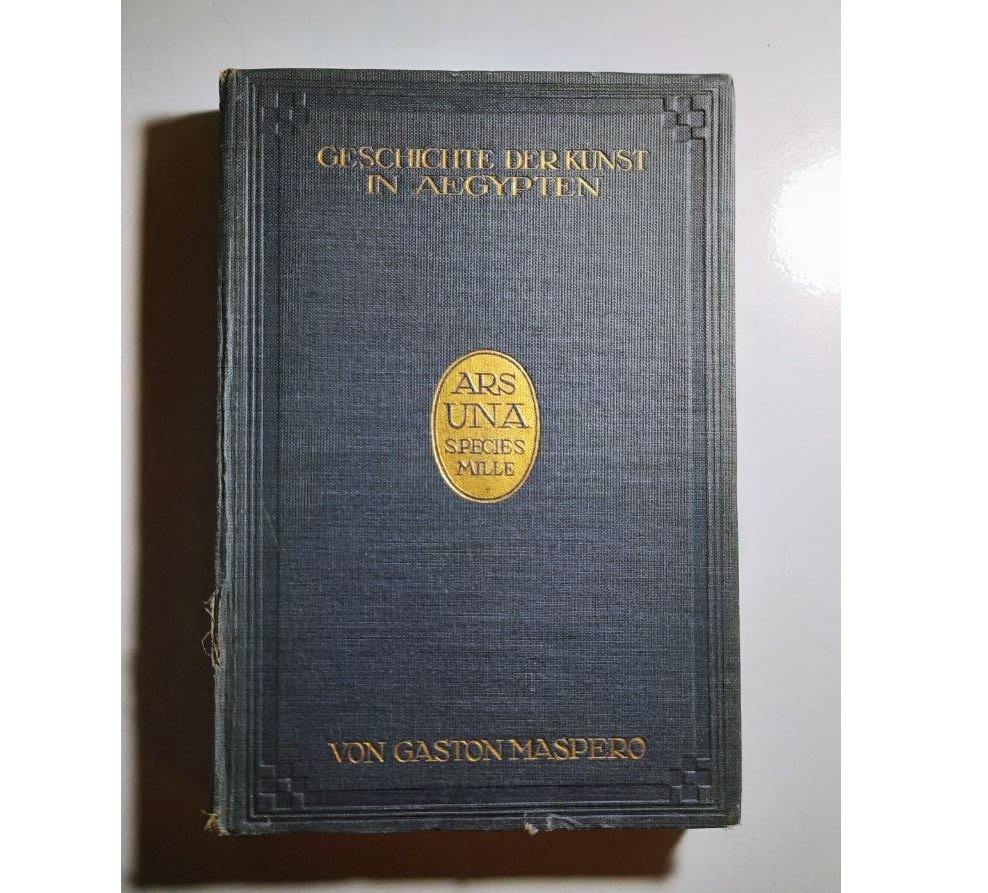 GESCHICHTE DER KUNST
IN AEGYPTEN
ARS
UNA
SPECIES
MILLE
VON GASTON MASPERO